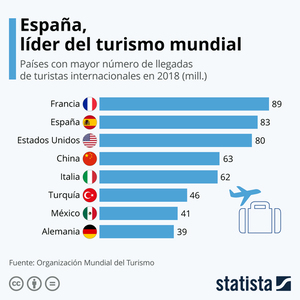 España,
líder del turismo mundial
Países con mayor número de llegadas
de turistas internacionales en 2018 (mill.)
Francia 89
España 83
Estados Unidos 80
China 63
Italia 62
Turquía 46
México 41
Alemania 39
Fuente: Organización Mundial del Turismo
cc
statista